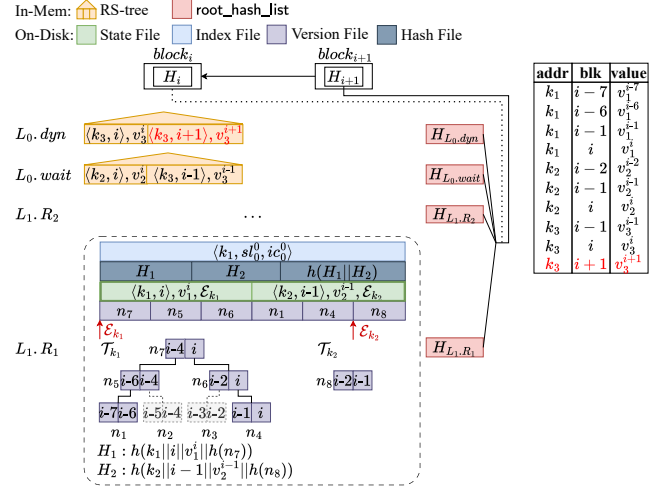 In-Mem: RS-tree root_hash_list
On-Disk: State File Index File Version File Hash File
block_i block_{i+1}
H_i H_{i+1}
addr blk value
k_1 i−7 v_1^{i-7}
k_1 i−6 v_1^{i-6}
k_1 i−1 v_1^{i-1}
k_1 i v_1^i
k_2 i−2 v_2^{i-2}
k_2 i−1 v_2^{i-1}
k_2 i v_2^i
k_3 i−1 v_3^{i-1}
k_3 i v_3^i
k_3 i+1 v_3^{i+1}
L_0.dyn ⟨k_3, i⟩, v_3^i ⟨k_3, i+1⟩, v_3^{i+1} H_{L_0.dyn}
L_0.wait ⟨k_2, i⟩, v_2^i ⟨k_3, i-1⟩, v_3^{i-1} H_{L_0.wait}
L_1.R_2 ... H_{L_1.R_2}
⟨k_1, sl_0^0, ic_0^0⟩
H_1 H_2 h(H_1||H_2)
⟨k_1, i⟩, v_1^i, ℰ_{k_1} ⟨k_2, i-1⟩, v_2^{i-1}, ℰ_{k_2}
n_7 n_5 n_6 n_1 n_4 n_8
ℰ_{k_1} ℰ_{k_2}
L_1.R_1 𝒯_{k_1} n_7 i-4 i 𝒯_{k_2} H_{L_1.R_1}
n_5 i-6 i-4 n_6 i-2 i n_8 i-2 i-1
i-7 i-6 i-5 i-4 i-3 i-2 i-1 i
n_1 n_2 n_3 n_4
H_1 : h(k_1||i||v_1^i||h(n_7))
H_2 : h(k_2||i−1||v_2^{i-1}||h(n_8))